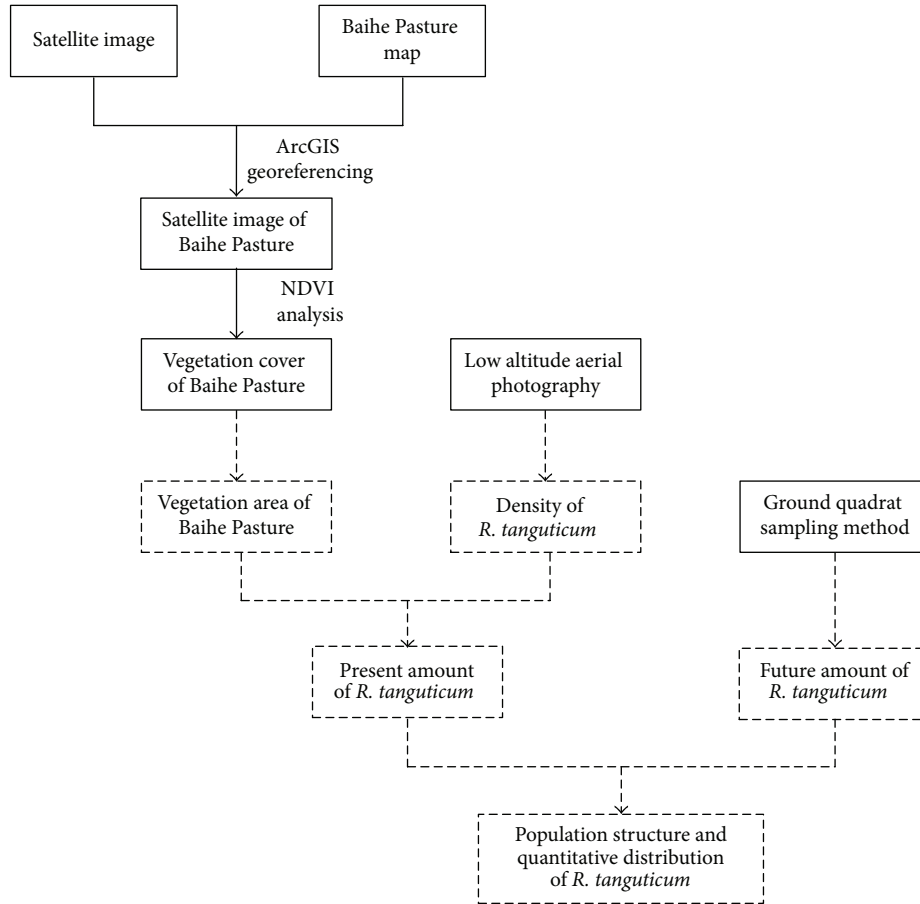 Satellite image
Baihe Pasture
map
ArcGIS
georeferencing
Satellite image of
Baihe Pasture
NDVI
analysis
Vegetation cover
of Baihe Pasture
Low altitude aerial
photography
Vegetation area of
Baihe Pasture
Density of
R. tanguticum
Ground quadrat
sampling method
Present amount
of R. tanguticum
Future amount of
R. tanguticum
Population structure and
quantitative distribution
of R. tanguticum